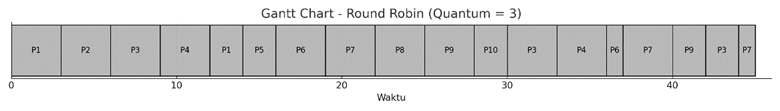 Gantt Chart - Round Robin (Quantum = 3)
P1 P2 P3 P4 P1 P5 P6 P7 P8 P9 P10 P3 P4 P6 P7 P9 P3 P7
0 10 20 30 40
Waktu